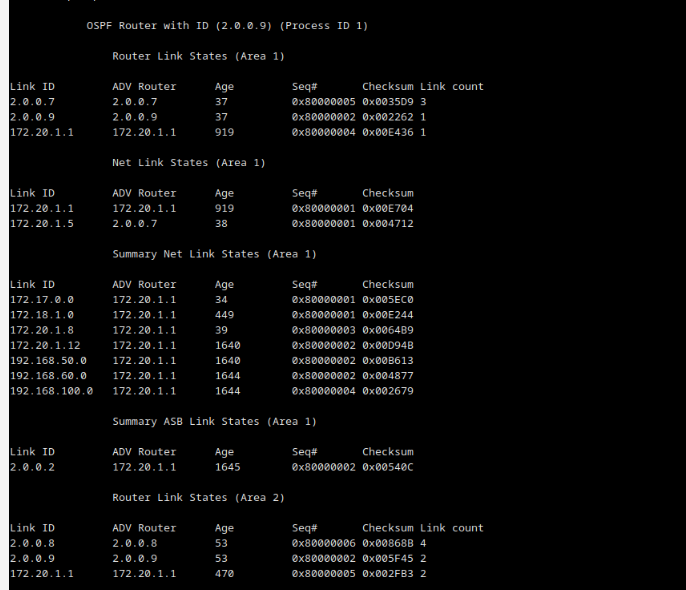 OSPF Router with ID (2.0.0.9) (Process ID 1)
Router Link States (Area 1)
Link ID ADV Router Age Seq# Checksum Link count
2.0.0.7 2.0.0.7 37 0x80000005 0x0035D9 3
2.0.0.9 2.0.0.9 37 0x80000002 0x002262 1
172.20.1.1 172.20.1.1 919 0x80000004 0x00E436 1
Net Link States (Area 1)
Link ID ADV Router Age Seq# Checksum
172.20.1.1 172.20.1.1 919 0x80000001 0x00E704
172.20.1.5 2.0.0.7 38 0x80000001 0x004712
Summary Net Link States (Area 1)
Link ID ADV Router Age Seq# Checksum
172.17.0.0 172.20.1.1 34 0x80000001 0x005EC0
172.18.1.0 172.20.1.1 449 0x80000001 0x00E244
172.20.1.8 172.20.1.1 39 0x80000003 0x0064B9
172.20.1.12 172.20.1.1 1640 0x80000002 0x00D94B
192.168.50.0 172.20.1.1 1640 0x80000002 0x00B613
192.168.60.0 172.20.1.1 1644 0x80000002 0x004877
192.168.100.0 172.20.1.1 1644 0x80000004 0x002679
Summary ASB Link States (Area 1)
Link ID ADV Router Age Seq# Checksum
2.0.0.2 172.20.1.1 1645 0x80000002 0x00540C
Router Link States (Area 2)
Link ID ADV Router Age Seq# Checksum Link count
2.0.0.8 2.0.0.8 53 0x80000006 0x00868B 4
2.0.0.9 2.0.0.9 53 0x80000002 0x005F45 2
172.20.1.1 172.20.1.1 470 0x80000005 0x002FB3 2